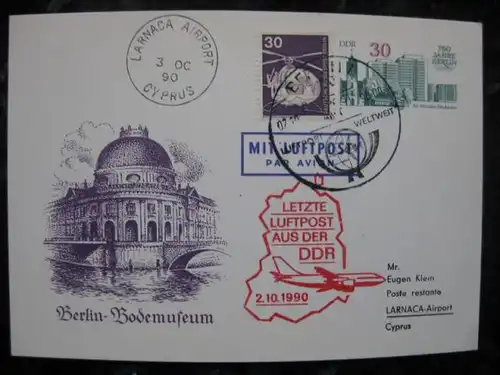 LARNACA AIRPORT
3 OC
90
CYPRUS
30
DDR
30
750
JAHRE
BERLIN
WELTWEIT
MIT LUFTPOST
PAR AVION
LETZTE
LUFTPOST
AUS DER
DDR
2.10.1990
Mr.
Eugen Klein
Poste restante
LARNACA-Airport
Cyprus
Berlin-Bodemuseum